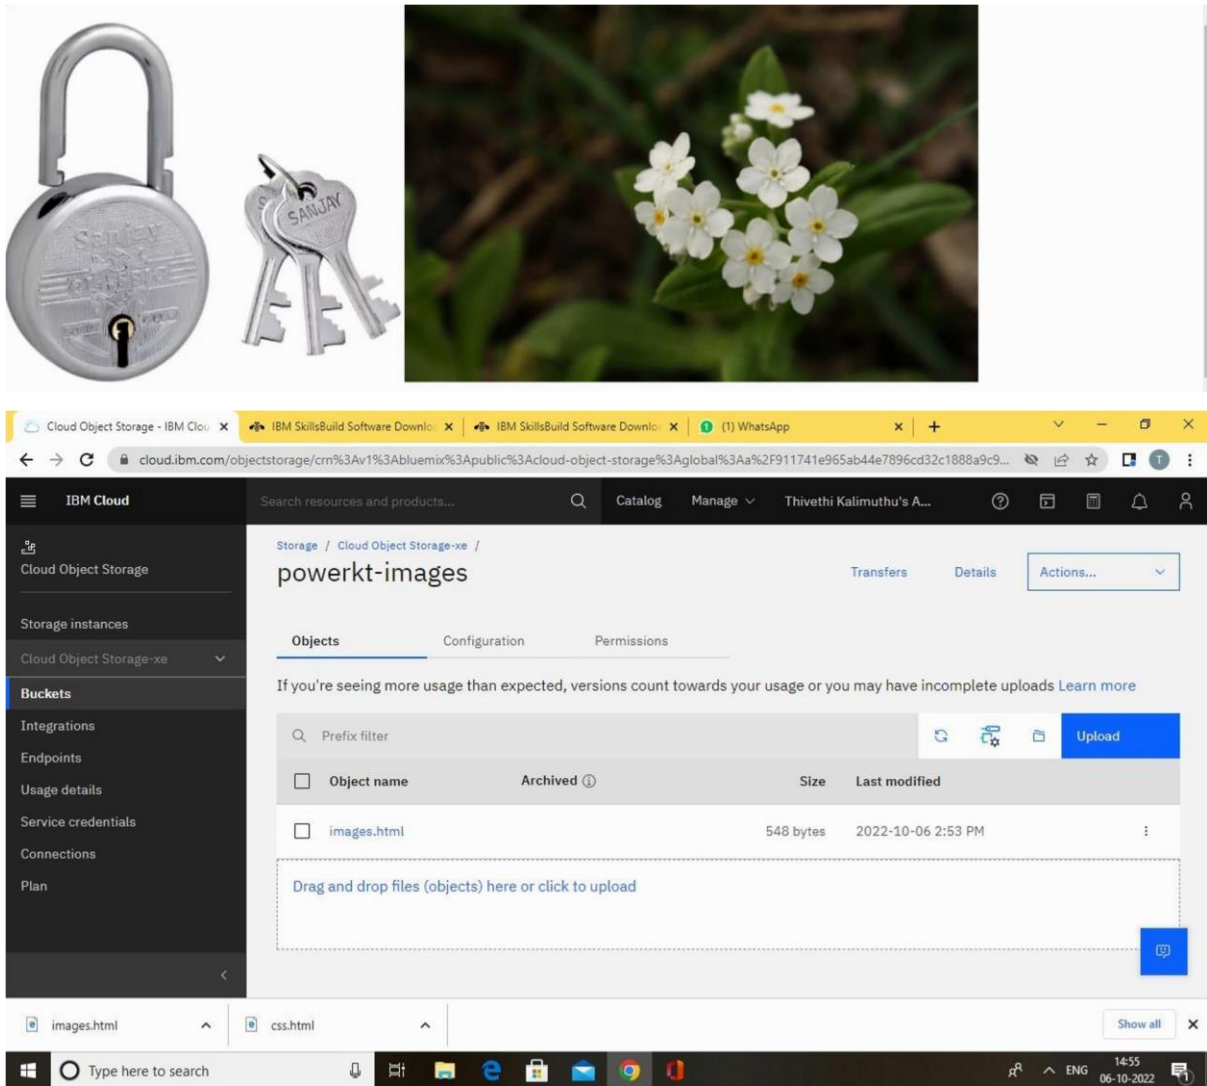 Sanjay
CLASSIC
SANJAY
Cloud Object Storage - IBM Clou
IBM SkillsBuild Software Downlo
IBM SkillsBuild Software Downlo
(1) WhatsApp
cloud.ibm.com/objectstorage/crn%3Av1%3Abluemix%3Apublic%3Acloud-object-storage%3Aglobal%3Aa%2F911741e965ab44e7896cd32c1888a9c9...
T
IBM Cloud
Search resources and products...
Catalog
Manage
Thivethi Kalimuthu's A...
Cloud Object Storage
Storage instances
Cloud Object Storage-xe
Buckets
Integrations
Endpoints
Usage details
Service credentials
Connections
Plan
Storage / Cloud Object Storage-xe /
powerkt-images
Transfers
Details
Actions...
Objects
Configuration
Permissions
If you're seeing more usage than expected, versions count towards your usage or you may have incomplete uploads Learn more
Prefix filter
Upload
Object name Archived Size Last modified
images.html 548 bytes 2022-10-06 2:53 PM
Drag and drop files (objects) here or click to upload
images.html
css.html
Show all
Type here to search
ENG
14:55
06-10-2022